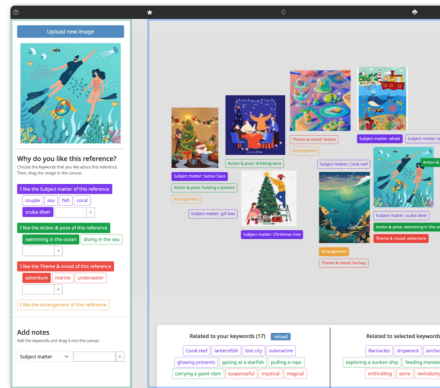 Upload new image
Why do you like this reference?
Choose the keywords that you like about this reference.
Then, drag the image to the canvas.
I like the Subject matter of this reference
couple sea fish coral
scuba diver
I like the Action & pose of this reference
swimming in the ocean diving in the sea
I like the Theme & mood of this reference
adventure marine underwater
I like the Arrangement of this reference
Add notes
Add the keywords and drag it into the canvas.
Subject matter
Subject matter: Santa Claus
Action & pose: holding a present
Arrangement
Action & pose: drinking wine
Subject matter: gift box
Subject matter: Christmas tree
Theme & mood: festive
Arrangement
Subject matter: Coral reef
Arrangement
Theme & mood: fantasy
Subject matter: whale
Subject matter:
Subject matter: scuba diver
Action & pose: swimming in the
Theme & mood: adventure
Related to your keywords (17) reload
Coral reef lanternfish lost city submarine
glowing presents gazing at a starfish pulling a rope
carrying a giant clam suspenseful mystical magical
Related to selected keywords
Barnacles shipwreck
exploring a sunken ship
enthralling eerie